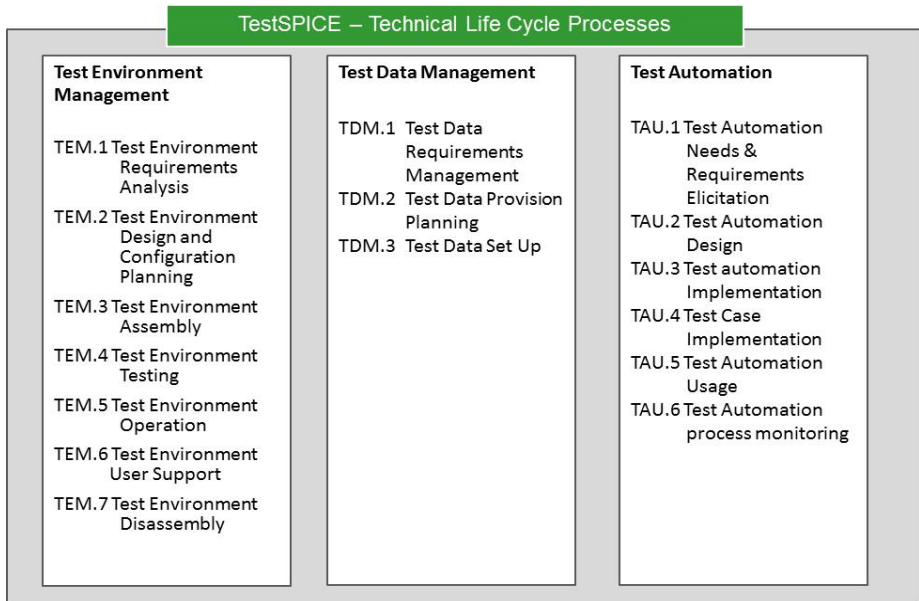 TestSPICE – Technical Life Cycle Processes
Test Environment
Management
TEM.1 Test Environment
Requirements
Analysis
TEM.2 Test Environment
Design and
Configuration
Planning
TEM.3 Test Environment
Assembly
TEM.4 Test Environment
Testing
TEM.5 Test Environment
Operation
TEM.6 Test Environment
User Support
TEM.7 Test Environment
Disassembly
Test Data Management
TDM.1 Test Data
Requirements
Management
TDM.2 Test Data Provision
Planning
TDM.3 Test Data Set Up
Test Automation
TAU.1 Test Automation
Needs &
Requirements
Elicitation
TAU.2 Test Automation
Design
TAU.3 Test automation
Implementation
TAU.4 Test Case
Implementation
TAU.5 Test Automation
Usage
TAU.6 Test Automation
process monitoring